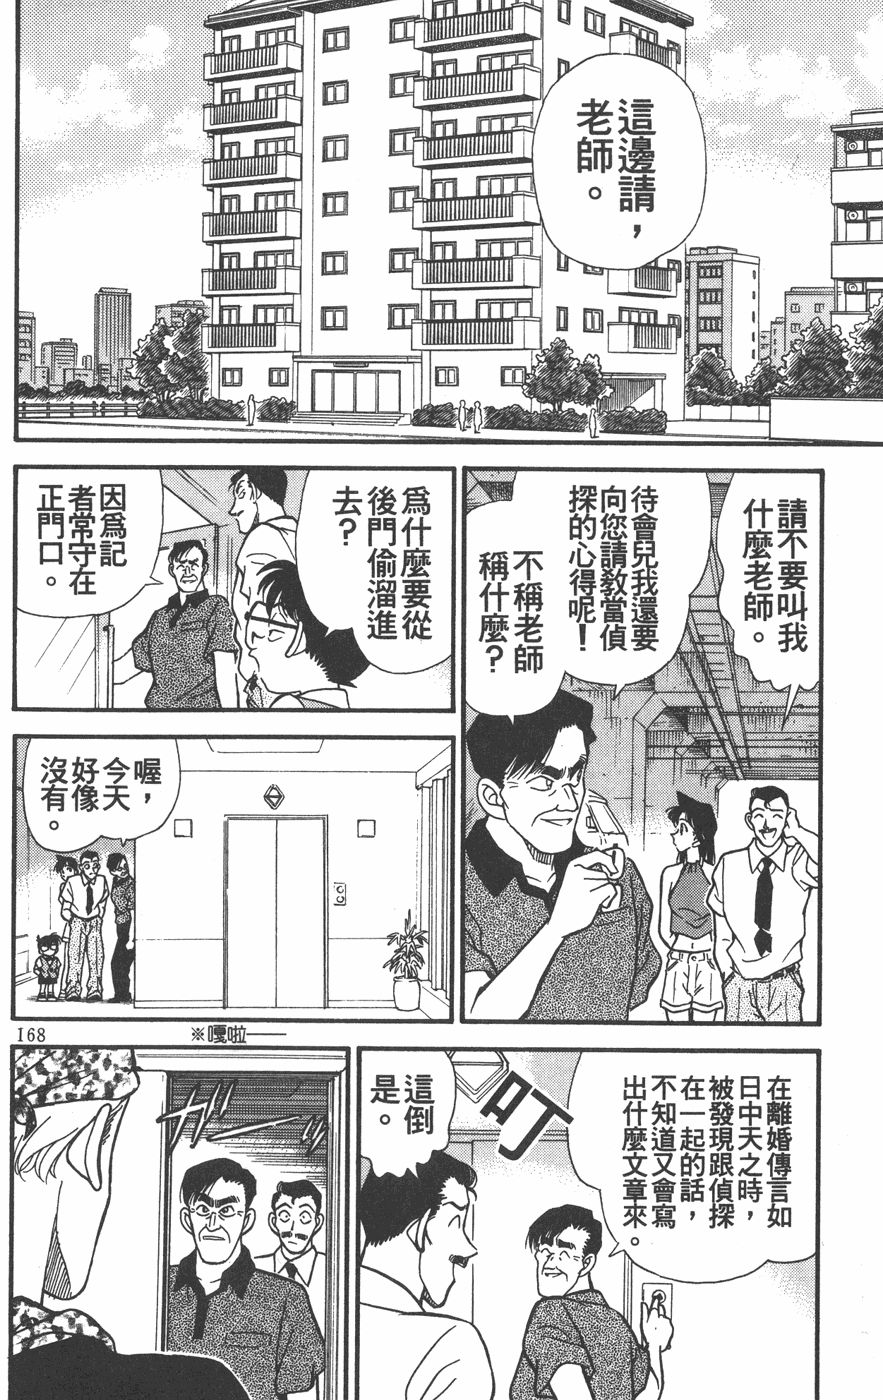 這邊請，
老師。
請不要叫我
什麼老師。
待會兒我還要
向您請教當偵
探的心得呢！
不稱老師
稱什麼？
為什麼要從
後門偷溜進
去？
因為記
者常守在
正門口。
喔，
今天
好像
沒有。
168
※嘎啦——
在離婚傳言如
日中天之時，
被發現跟偵探
在一起的話，
不知道又會寫
出什麼文章來。
叮
這倒
是。
ガーッ